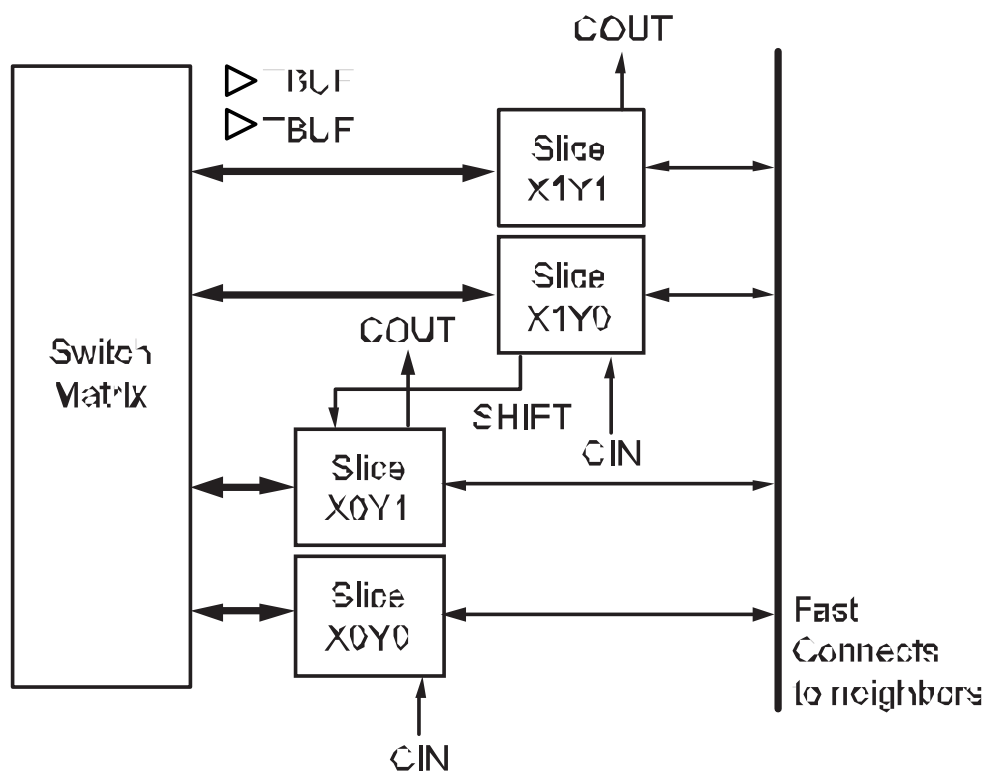 COUT
TBUF
TBUF
Slice
X1Y1
Slice
X1Y0
COUT
Switch
Matrix
SHIFT
CIN
Slice
X0Y1
Slice
X0Y0
Fast
Connects
to neighbors
CIN